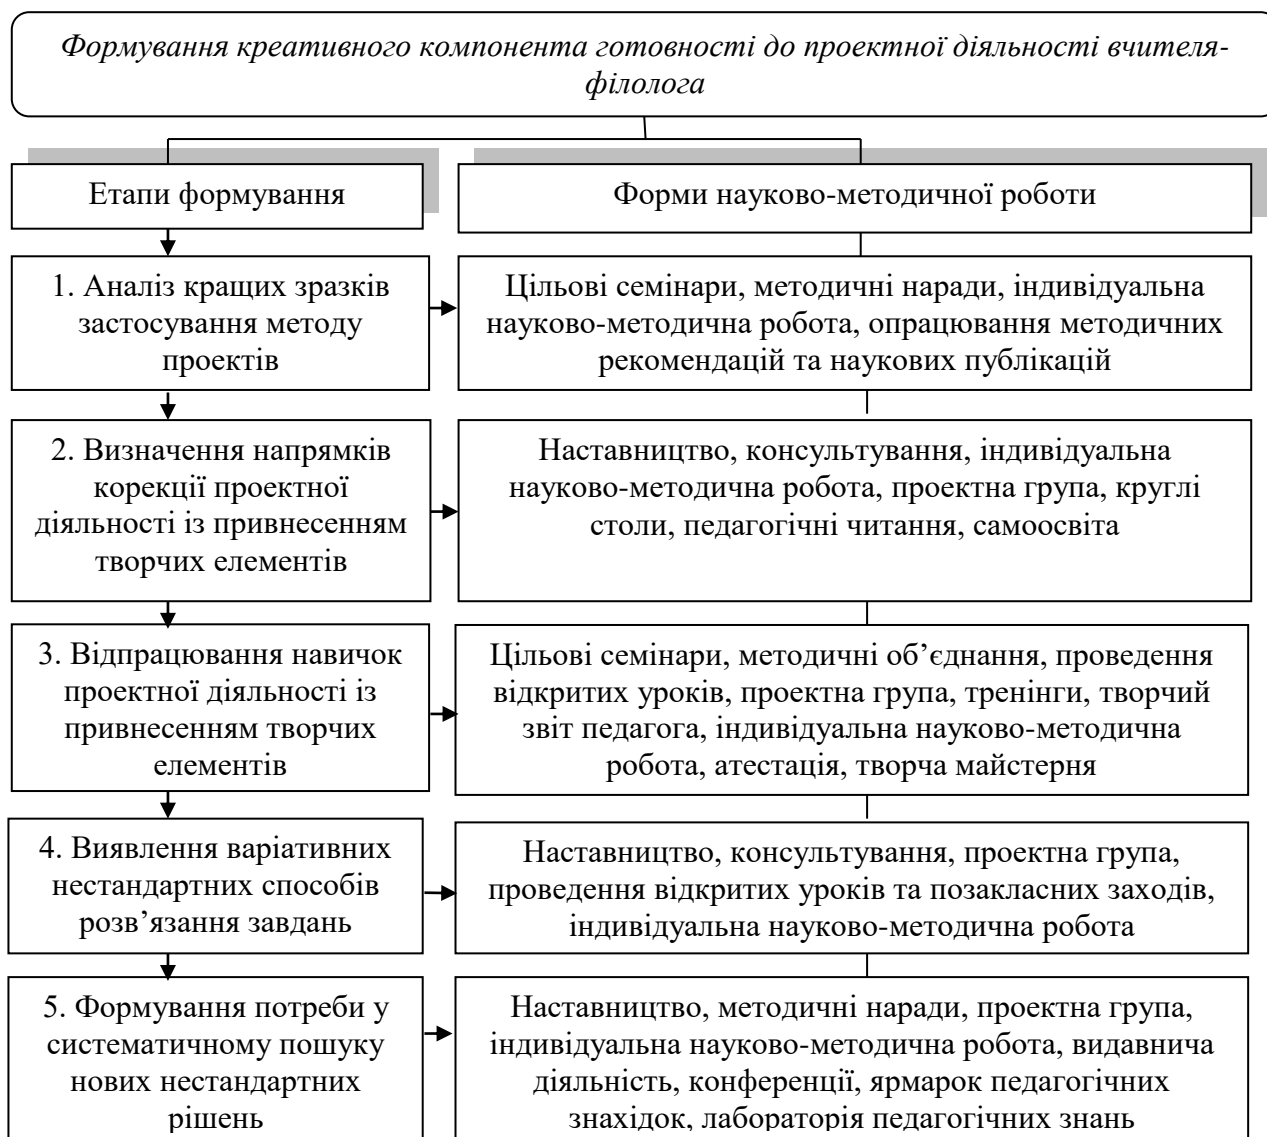 Формування креативного компонента готовності до проектної діяльності вчителя-
філолога
Етапи формування
Форми науково-методичної роботи
1. Аналіз кращих зразків
застосування методу
проектів
Цільові семінари, методичні наради, індивідуальна
науково-методична робота, опрацювання методичних
рекомендацій та наукових публікацій
2. Визначення напрямків
корекції проектної
діяльності із привнесенням
творчих елементів
Наставництво, консультування, індивідуальна
науково-методична робота, проектна група, круглі
столи, педагогічні читання, самоосвіта
3. Відпрацювання навичок
проектної діяльності із
привнесенням творчих
елементів
Цільові семінари, методичні об’єднання, проведення
відкритих уроків, проектна група, тренінги, творчий
звіт педагога, індивідуальна науково-методична
робота, атестація, творча майстерня
4. Виявлення варіативних
нестандартних способів
розв’язання завдань
Наставництво, консультування, проектна група,
проведення відкритих уроків та позакласних заходів,
індивідуальна науково-методична робота
5. Формування потреби у
систематичному пошуку
нових нестандартних
рішень
Наставництво, методичні наради, проектна група,
індивідуальна науково-методична робота, видавнича
діяльність, конференції, ярмарок педагогічних
знахідок, лабораторія педагогічних знань